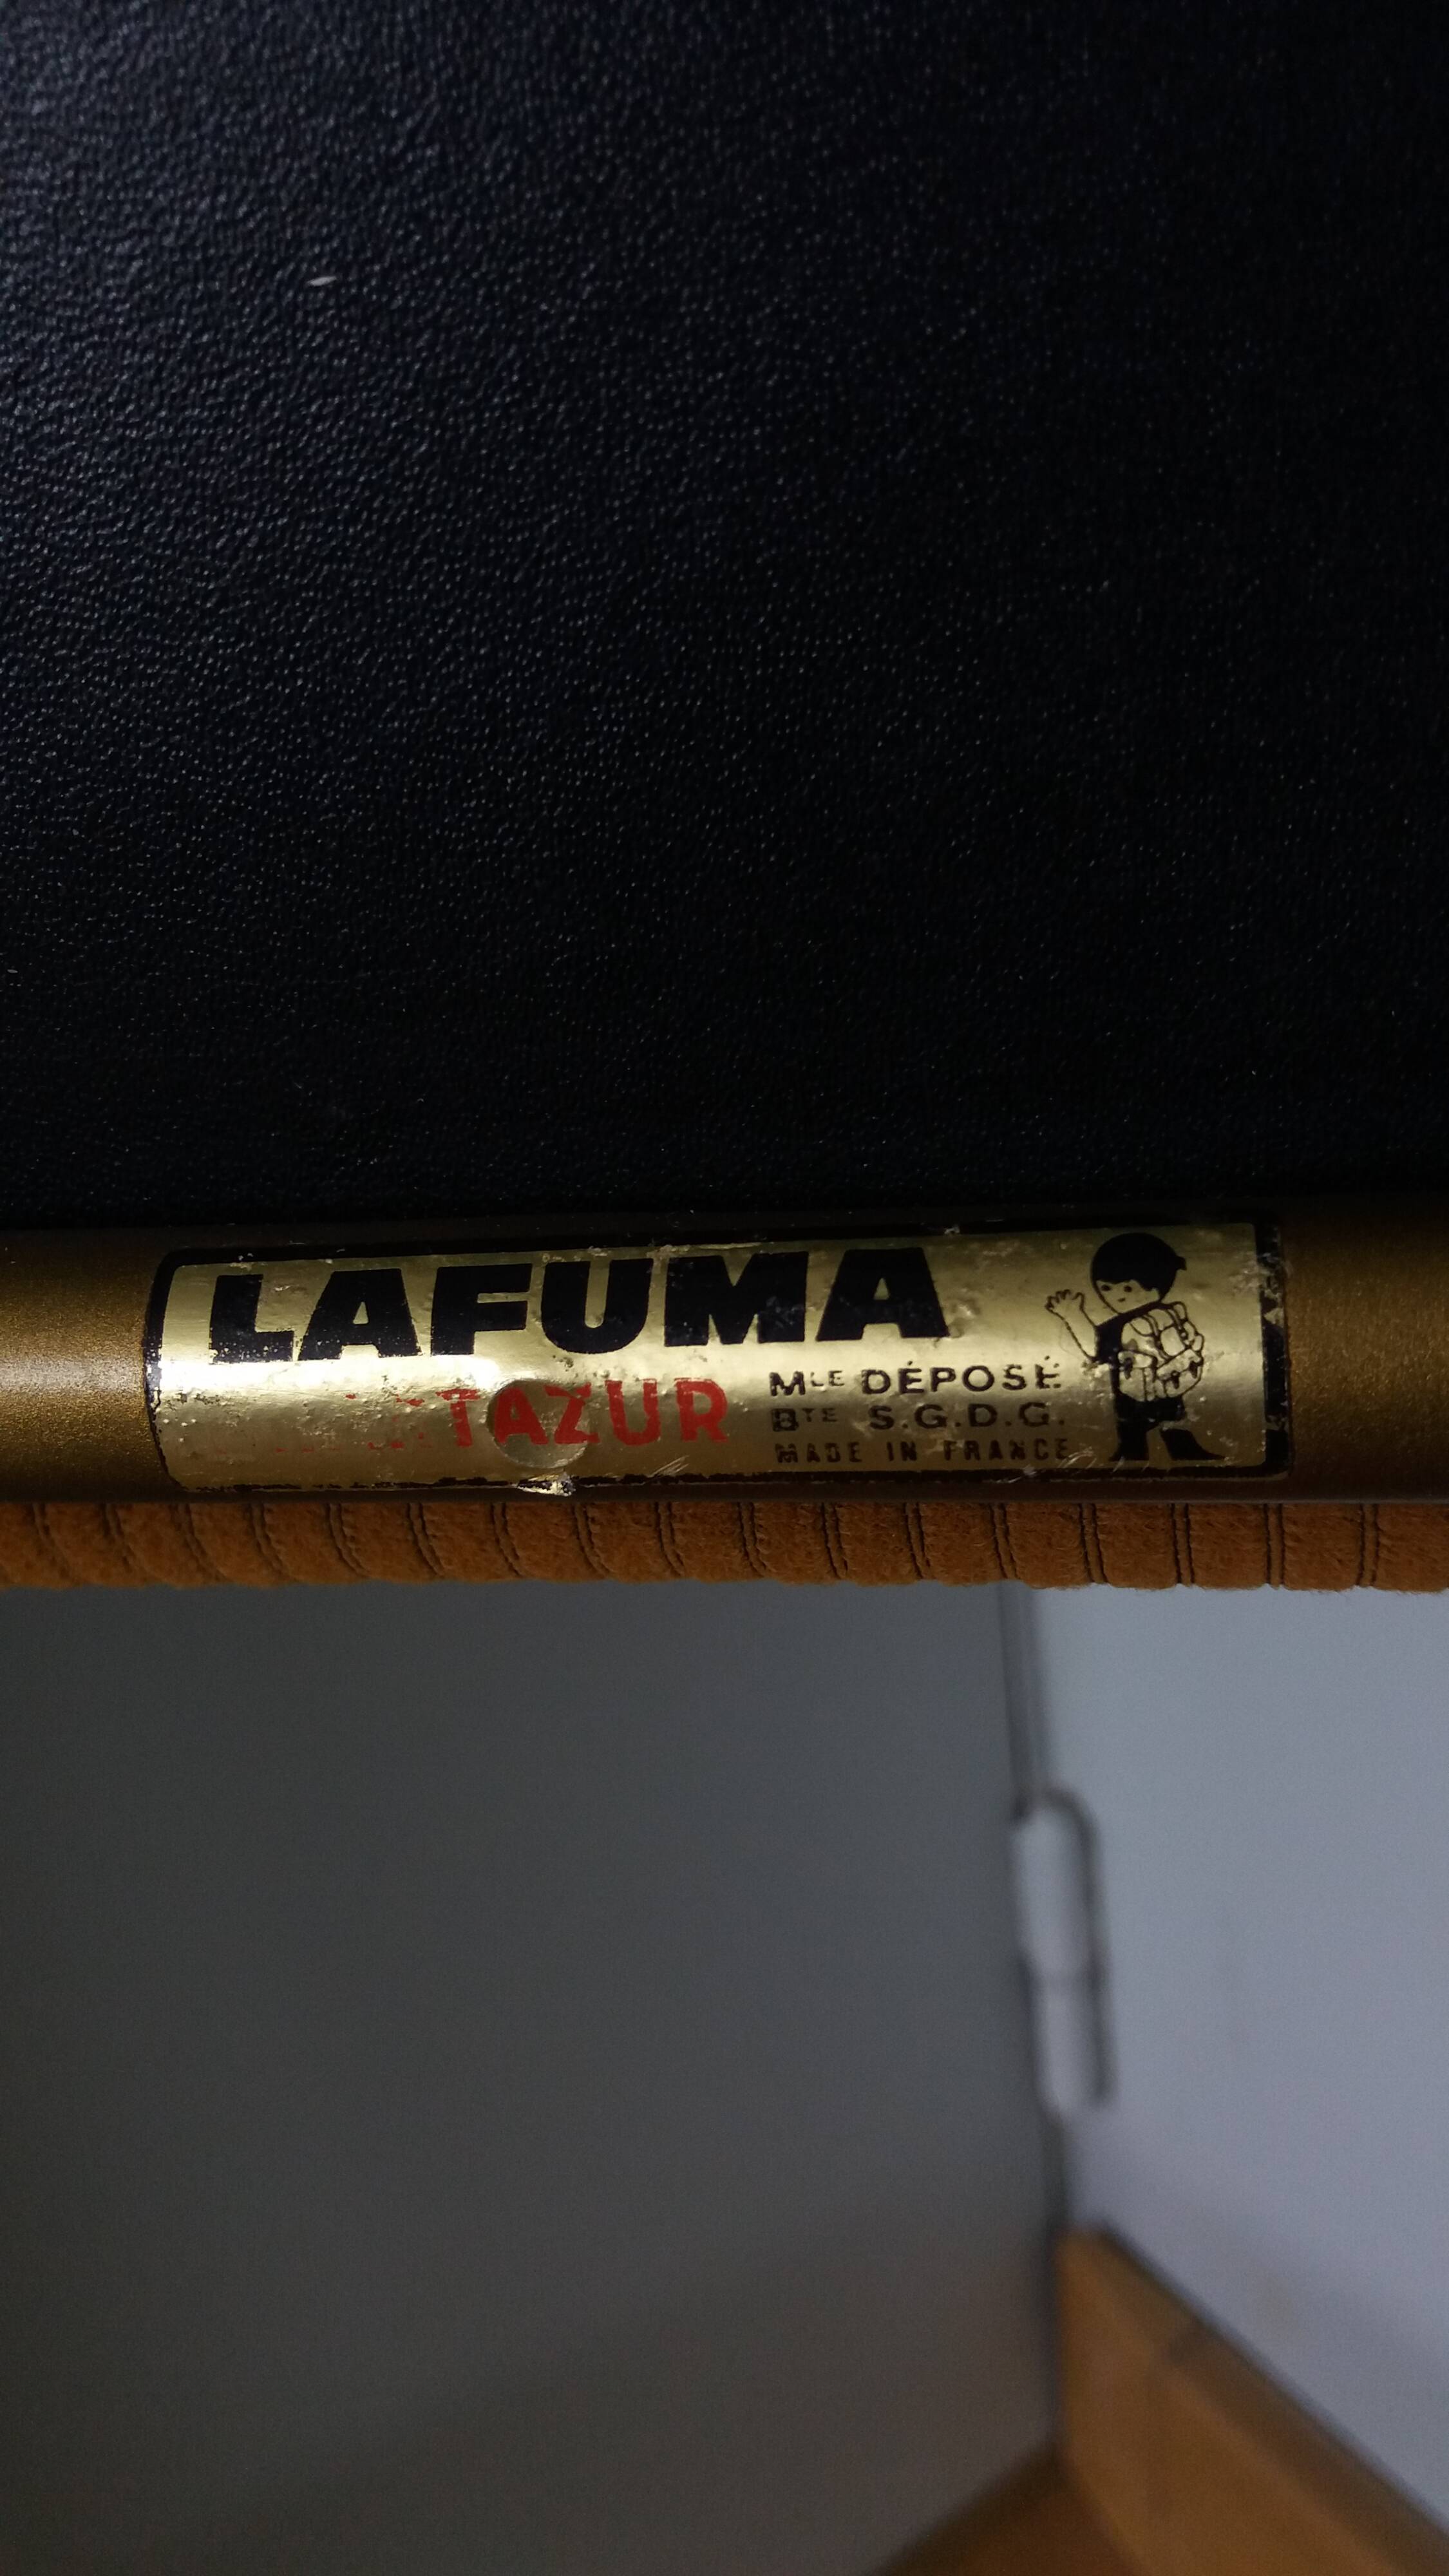 LAFUMA
TAZUR
MLE DÉPOSÉ
BTE S.G.D.G.
MADE IN FRANCE